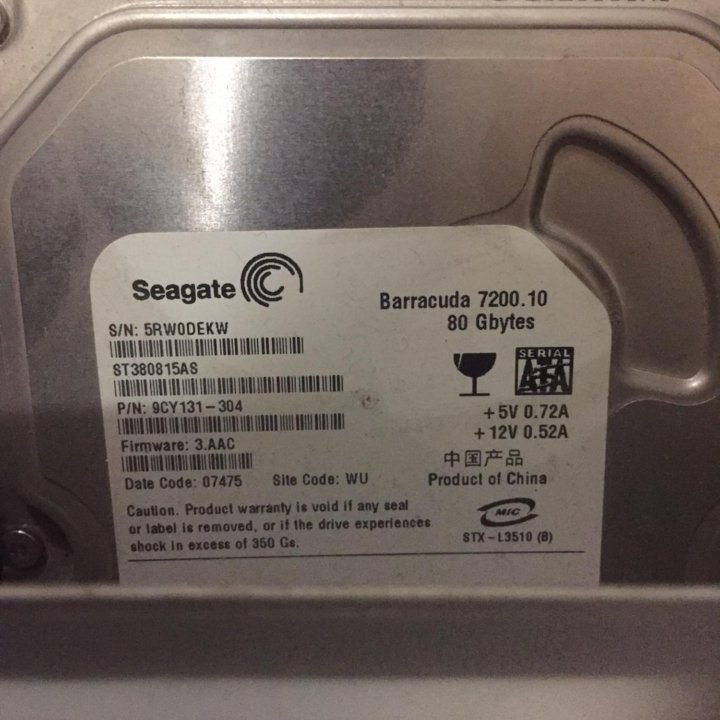 Seagate
Barracuda 7200.10
80 Gbytes
S/N: 5RW0DEKW
ST380815AS
P/N: 9CY131-304
Firmware: 3.AAC
Date Code: 07475 Site Code: WU
SERIAL
ATA
+5V 0.72A
+12V 0.52A
中国产品
Product of China
Caution. Product warranty is void if any seal
or label is removed, or if the drive experiences
shock in excess of 350 Gs.
MIC
STX-L3510 (B)